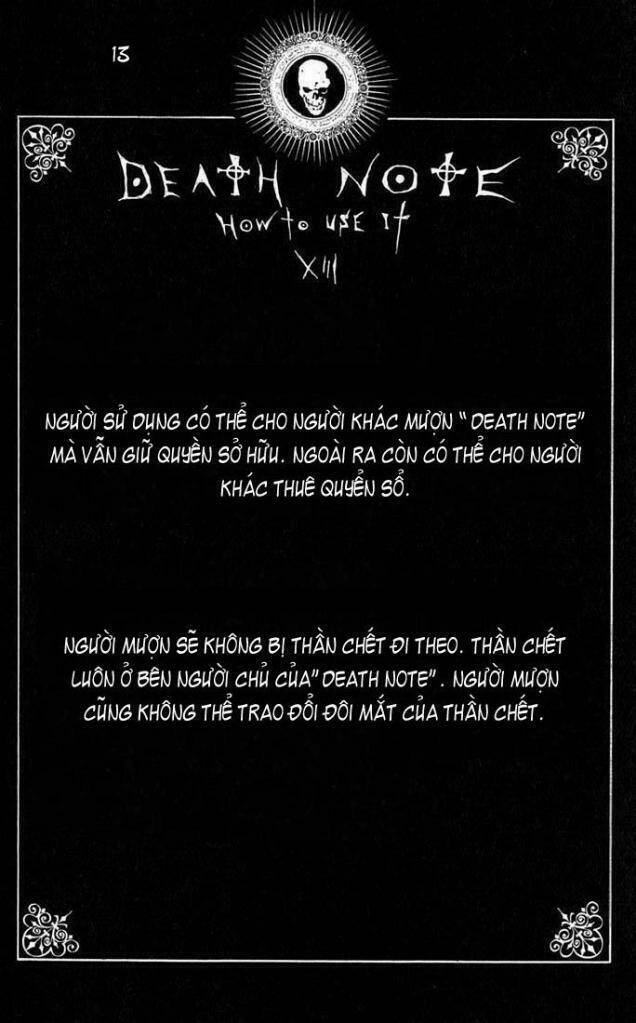 13
DEATH NOTE
HOW to USE It
XIII
NGƯỜI SỬ DỤNG CÓ THỂ CHO NGƯỜI KHÁC MƯỢN “ DEATH NOTE”
MÀ VẪN GIỮ QUYỀN SỞ HỮU. NGOÀI RA CÒN CÓ THỂ CHO NGƯỜI
KHÁC THUÊ QUYỂN SỔ.
NGƯỜI MƯỢN SẼ KHÔNG BỊ THẦN CHẾT ĐI THEO. THẦN CHẾT
LUÔN Ở BÊN NGƯỜI CHỦ CỦA“ DEATH NOTE” . NGƯỜI MƯỢN
CŨNG KHÔNG THỂ TRAO ĐỔI ĐÔI MẮT CỦA THẦN CHẾT.